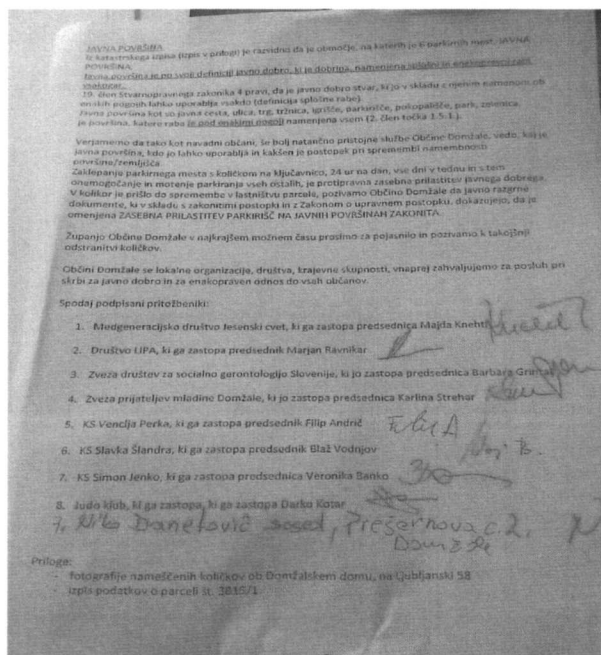 JAVNA POVRŠINA
Iz katastrskega izpisa (izpis v prilogi) je razvidno da je območje, na katerih je 6 parkirnih mest, JAVNA
POVRŠINA.
Javna površina je po svoji definiciji javno dobro, ki je dobrina, namenjena splošni in enakopravni rabi
vsakogar.
19. člen Stvarnopravnega zakonika 4 pravi, da je javno dobro stvar, ki jo v skladu z njenim namenom ob
enakih pogojih lahko uporablja vsakdo (definicija splošne rabe).
Javna površina kot so javna cesta, ulica, trg, tržnica, igrišče, parkirišče, pokopališče, park, zelenica,
je površina, katere raba je pod enakimi pogoji namenjena vsem (2. člen točka 1.5.1.).
Verjamemo da tako kot navadni občani, še bolj natančno pristojne službe Občine Domžale, vedo, kaj je
javna površina, kdo jo lahko uporablja in kakšen je postopek pri spremembi namembnosti
površine/zemljišča.
Zaklepanje parkirnega mesta s količkom na ključavnico, 24 ur na dan, vse dni v tednu in s tem
onemogočanje in motenje parkiranja vseh ostalih, je protipravna zasebna prilastitev javnega dobrega.
V kolikor je prišlo do spremembe v lastništvu parcele, pozivamo Občino Domžale da javno razgrne
dokumente, ki v skladu s zakonitimi postopki in z Zakonom o upravnem postopku, dokazujejo, da je
omenjena ZASEBNA PRILASTITEV PARKIRIŠČ NA JAVNIH POVRŠINAH ZAKONITA.
Županjo Občine Domžale v najkrajšem možnem času prosimo za pojasnilo in pozivamo k takojšnji
odstranitvi količkov.
Občini Domžale se lokalne organizacije, društva, krajevne skupnosti, vnaprej zahvaljujemo za posluh pri
skrbi za javno dobro in za enakopraven odnos do vseh občanov.
Spodaj podpisani pritožbeniki:
1. Medgeneracijsko društvo Jesenski cvet, ki ga zastopa predsednica Majda Knehtl
2. Društvo LIPA, ki ga zastopa predsednik Marjan Ravnikar
3. Zveza društev za socialno gerontologijo Slovenije, ki jo zastopa predsednica Barbara
4. Zveza prijateljev mladine Domžale, ki jo zastopa predsednica Karlina Strehar
5. KS Venclja Perka, ki ga zastopa predsednik Filip Andrič
6. KS Slavka Šlandra, ki ga zastopa predsednik Blaž Vodnjov
7. KS Simon Jenko, ki ga zastopa predsednica Veronika Banko
8. Judo klub, ki ga zastopa, ki ga zastopa Darko Kotar
7. Niko Danelovič sosed, Prešernova c. 2.
Domžale
Priloge:
- fotografije nameščenih količkov ob Domžalskem domu, na Ljubljanski 58
- izpis podatkov o parceli št. 3815/1